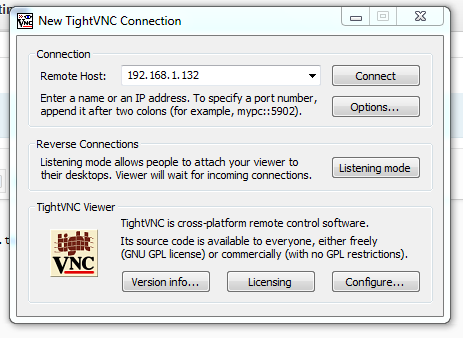 New TightVNC Connection
Connection
Remote Host: 192.168.1.132
Connect
Enter a name or an IP address. To specify a port number,
append it after two colons (for example, mypc::5902).
Options...
Reverse Connections
Listening mode allows people to attach your viewer to
their desktops. Viewer will wait for incoming connections.
Listening mode
TightVNC Viewer
tight
VNC
TightVNC is cross-platform remote control software.
Its source code is available to everyone, either freely
(GNU GPL license) or commercially (with no GPL restrictions).
Version info...
Licensing
Configure...